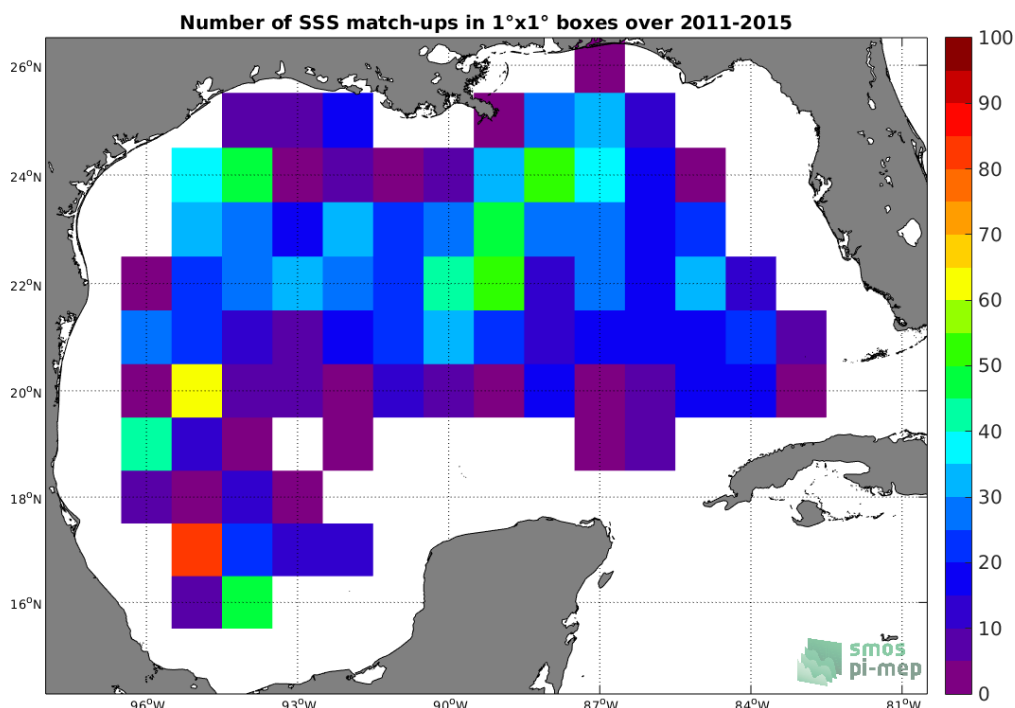 Number of SSS match-ups in 1°x1° boxes over 2011-2015
26°N
24°N
22°N
20°N
18°N
16°N
96°W 93°W 90°W 87°W 84°W 81°W
100
90
80
70
60
50
40
30
20
10
0
smos
pi-mep